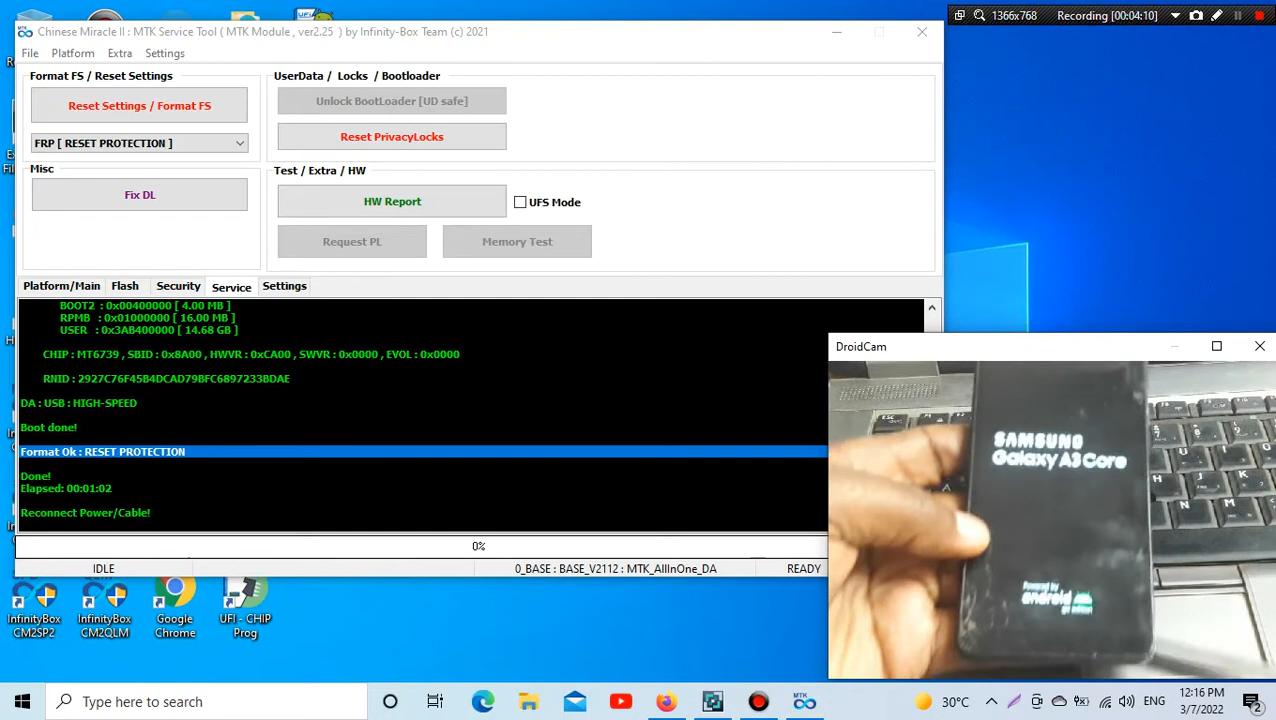 1366x768
Recording [00:04:10]
Chinese Miracle II : MTK Service Tool ( MTK Module , ver2.25 ) by Infinity-Box Team (c) 2021
File Platform Extra Settings
Format FS / Reset Settings
Reset Settings / Format FS
FRP [ RESET PROTECTION ]
Misc
Fix DL
UserData / Locks / Bootloader
Unlock BootLoader [UD safe]
Reset PrivacyLocks
Test / Extra / HW
HW Report
UFS Mode
Request PL
Memory Test
Platform/Main Flash Security Service Settings
BOOT2 : 0x00400000 [ 4.00 MB ]
RPMB : 0x01000000 [ 16.00 MB ]
USER : 0x3AB400000 [ 14.68 GB ]
CHIP : MT6739 , SBID : 0x8A00 , HWVR : 0xCA00 , SWVR : 0x0000 , EVOL : 0x0000
RNID : 2927C76F45B4DCAD79BFC6897233BDAE
DA : USB : HIGH-SPEED
Boot done!
Format Ok : RESET PROTECTION
Done!
Elapsed: 00:01:02
Reconnect Power/Cable!
0%
IDLE
0_BASE : BASE_V2112 : MTK_AllInOne_DA
READY
DroidCam
SAMSUNG
Galaxy A3 Core
Powered by
android
go edition
InfinityBox
CM2SP2
InfinityBox
CM2QLM
Google
Chrome
UFI - CHIP
Prog
Type here to search
30°C
ENG
12:16 PM
3/7/2022
2